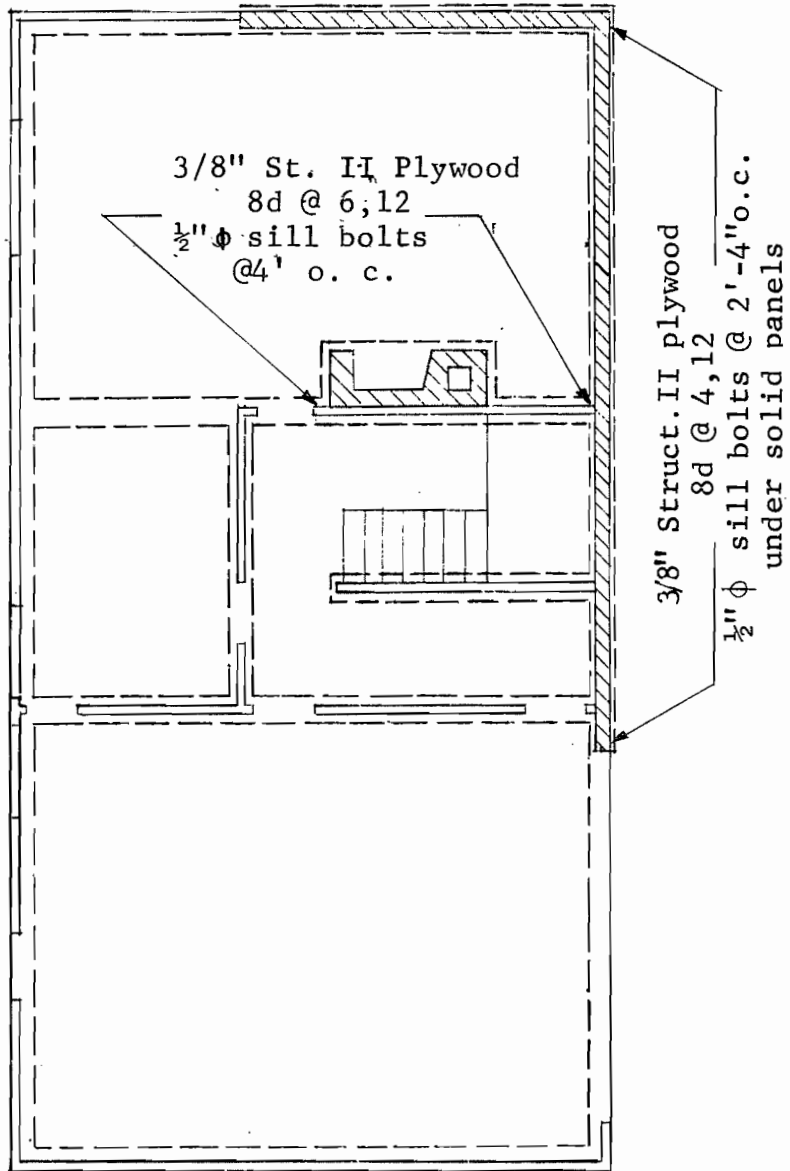 3/8" St. II Plywood
8d @ 6,12
½"ϕ sill bolts
@4' o. c.
3/8" Struct. II plywood
8d @ 4,12
½"ϕ sill bolts @ 2'-4"o.c.
under solid panels